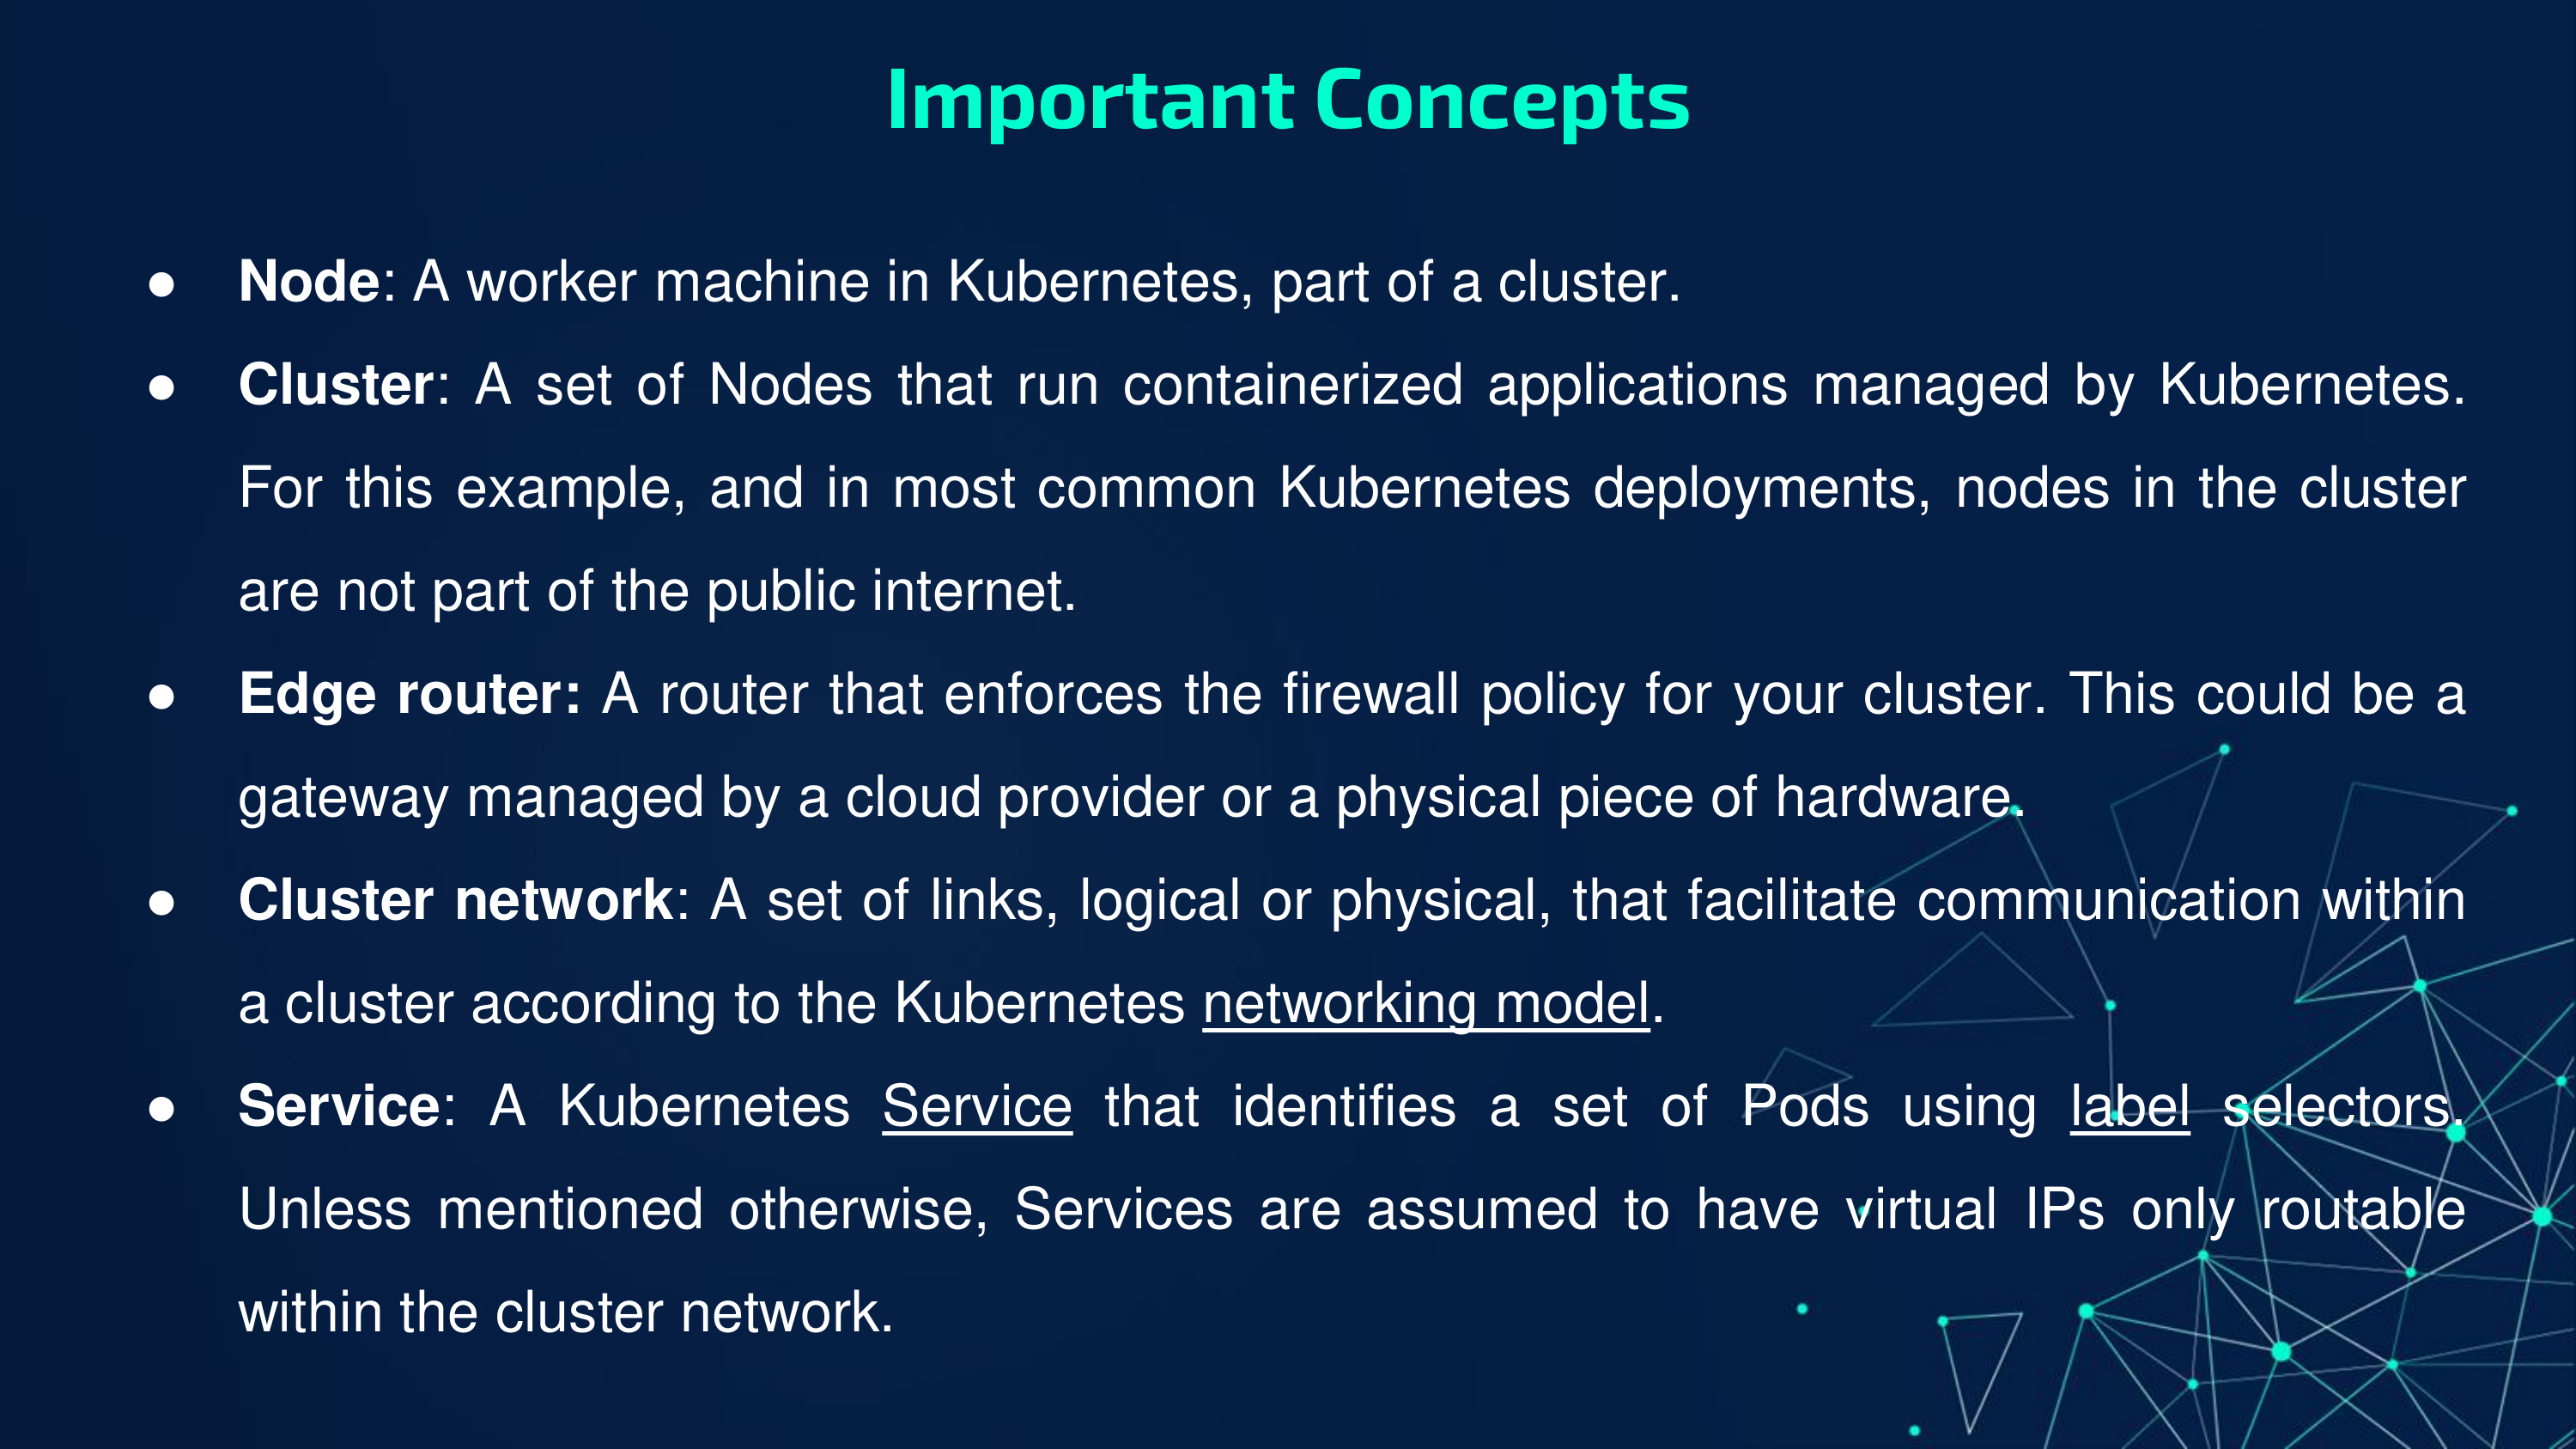 Important Concepts
● Node: A worker machine in Kubernetes, part of a cluster.
● Cluster: A set of Nodes that run containerized applications managed by Kubernetes.
For this example, and in most common Kubernetes deployments, nodes in the cluster
are not part of the public internet.
● Edge router: A router that enforces the firewall policy for your cluster. This could be a
gateway managed by a cloud provider or a physical piece of hardware.
● Cluster network: A set of links, logical or physical, that facilitate communication within
a cluster according to the Kubernetes networking model.
● Service: A Kubernetes Service that identifies a set of Pods using label selectors.
Unless mentioned otherwise, Services are assumed to have virtual IPs only routable
within the cluster network.